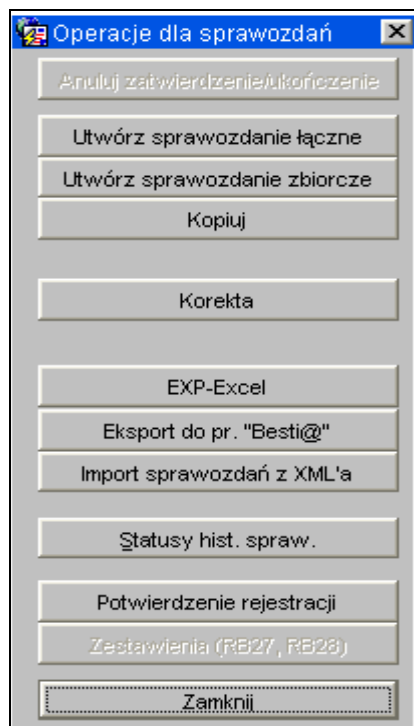 Operacje dla sprawozdań
Anuluj zatwierdzenie/ukończenie
Utwórz sprawozdanie łączne
Utwórz sprawozdanie zbiorcze
Kopiuj
Korekta
EXP-Excel
Eksport do pr. "Besti@"
Import sprawozdań z XML'a
Statusy hist. spraw.
Potwierdzenie rejestracji
Zestawienia (RB27, RB28)
Zamknij